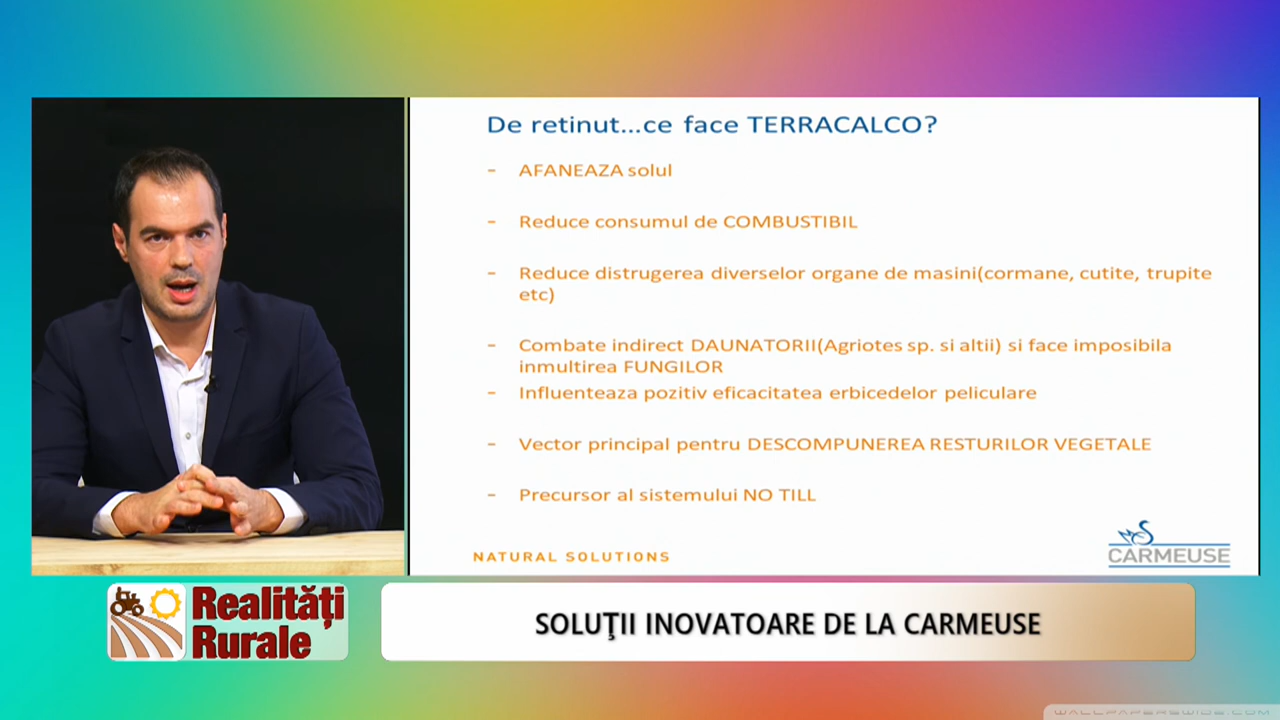 De retinut...ce face TERRACALCO?
- AFANEAZA solul
- Reduce consumul de COMBUSTIBIL
- Reduce distrugerea diverselor organe de masini(cormane, cutite, trupite
etc)
- Combate indirect DAUNATORII(Agriotes sp. si altii) si face imposibila
inmultirea FUNGILOR
- Influenteaza pozitiv eficacitatea erbicedelor peliculare
- Vector principal pentru DESCOMPUNEREA RESTURILOR VEGETALE
- Precursor al sistemului NO TILL
NATURAL SOLUTIONS
CARMEUSE
Realități
Rurale
SOLUŢII INOVATOARE DE LA CARMEUSE
WALLPAPERSWIDE.COM